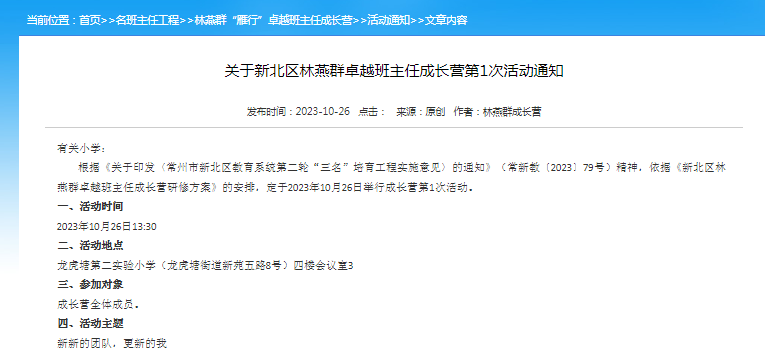 当前位置：首页>>名班主任工程>>林燕群“雁行”卓越班主任成长营>>活动通知>>文章内容
关于新北区林燕群卓越班主任成长营第1次活动通知
发布时间：2023-10-26 点击： 来源：原创 作者：林燕群成长营
有关小学：
根据《关于印发〈常州市新北区教育系统第二轮“三名”培育工程实施意见〉的通知》（常新教〔2023〕79号）精神，依据《新北区林
燕群卓越班主任成长营研修方案》的安排，定于2023年10月26日举行成长营第1次活动。
一、活动时间
2023年10月26日13:30
二、活动地点
龙虎塘第二实验小学（龙虎塘街道新苑五路8号）四楼会议室3
三、参加对象
成长营全体成员。
四、活动主题
新新的团队，更新的我